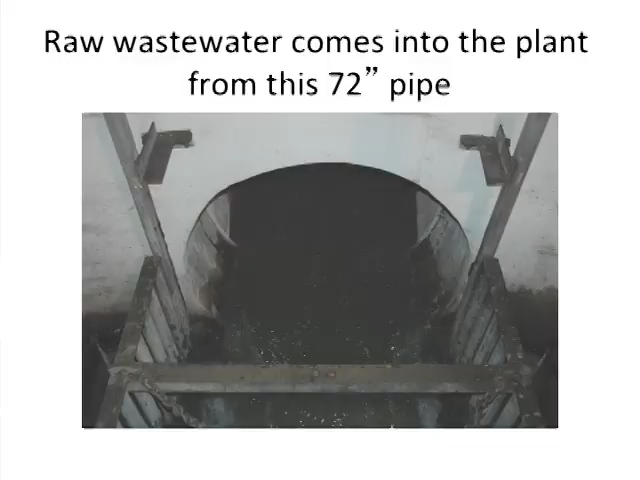 Raw wastewater comes into the plant
from this 72” pipe